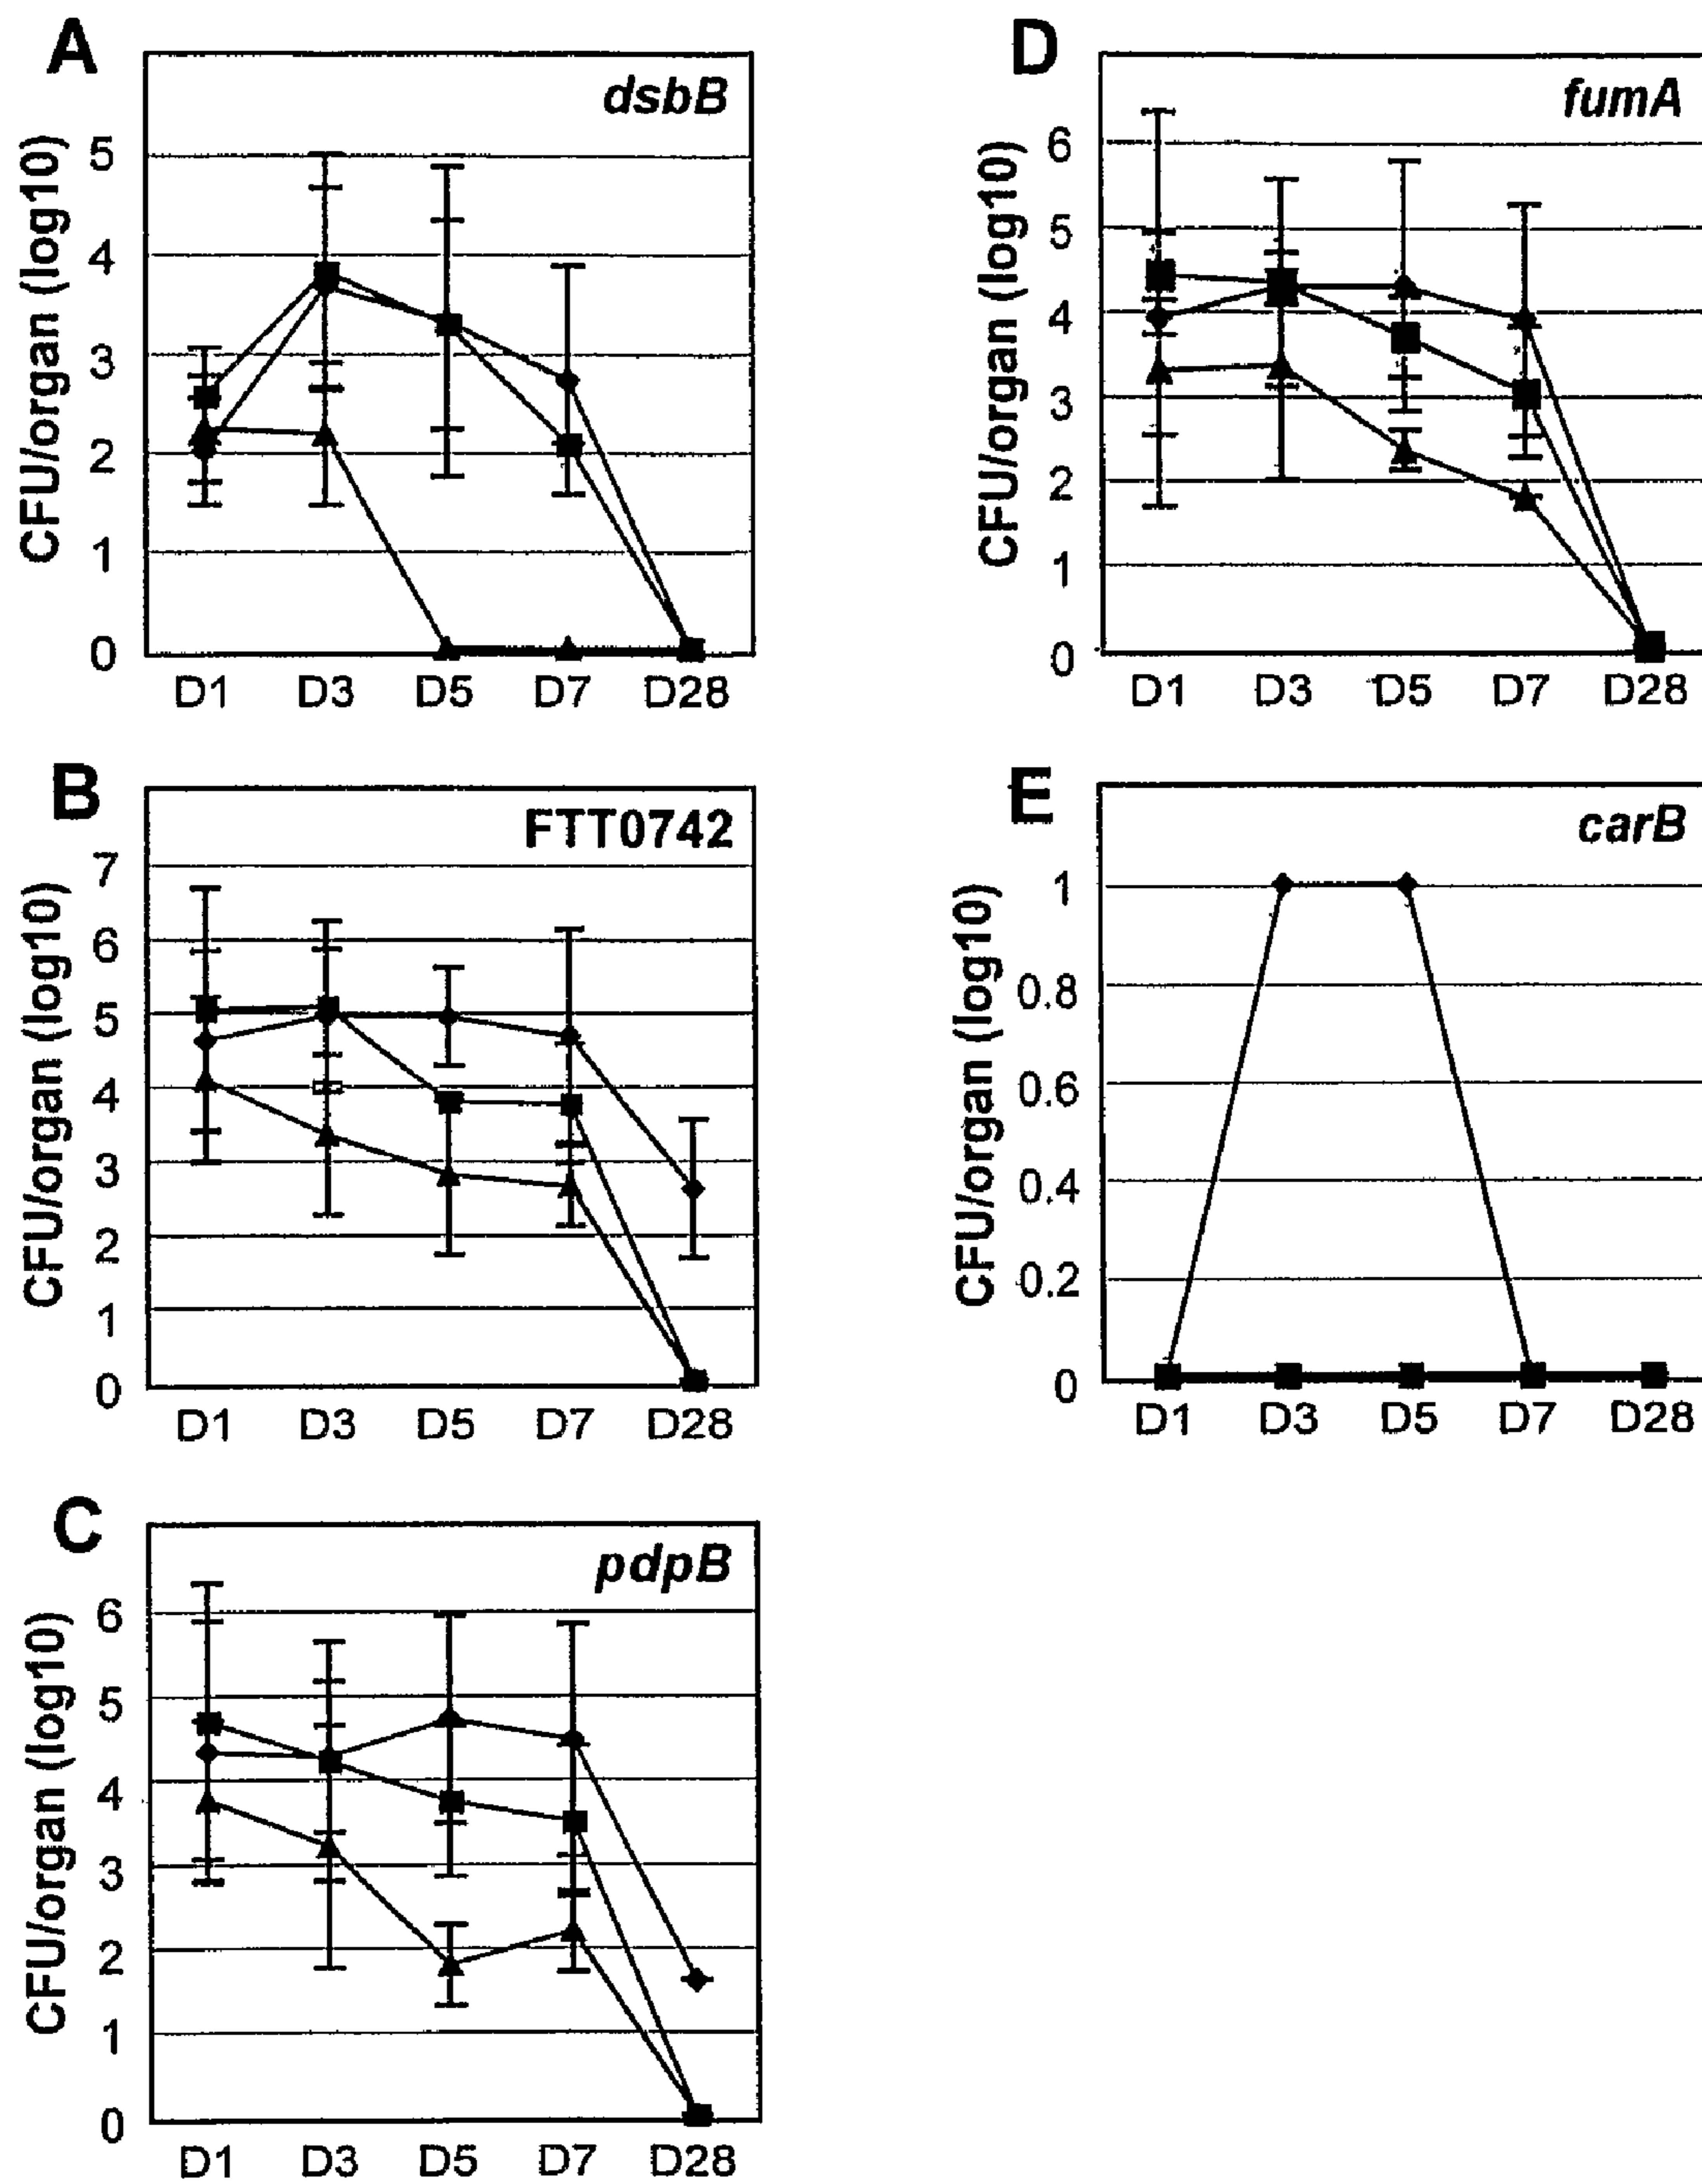 A
dsbB
CFU/organ (log10)
5
4
3
2
1
0
D1 D3 D5 D7 D28
B
FTT0742
CFU/organ (log10)
7
6
5
4
3
2
1
0
D1 D3 D5 D7 D28
C
pdpB
CFU/organ (log10)
6
5
4
3
2
1
0
D1 D3 D5 D7 D28
D
fumA
CFU/organ (log10)
6
5
4
3
2
1
0
D1 D3 D5 D7 D28
E
carB
CFU/organ (log10)
1
0.8
0.6
0.4
0.2
0
D1 D3 D5 D7 D28